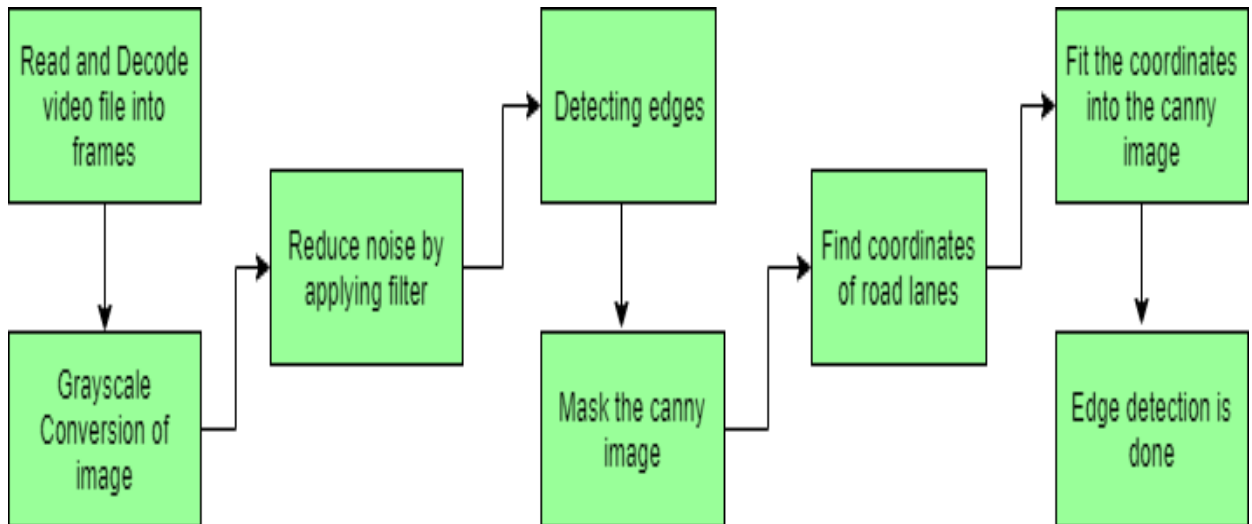 Read and Decode
video file into
frames
Grayscale
Conversion of
image
Reduce noise by
applying filter
Detecting edges
Mask the canny
image
Find coordinates
of road lanes
Fit the coordinates
into the canny
image
Edge detection is
done